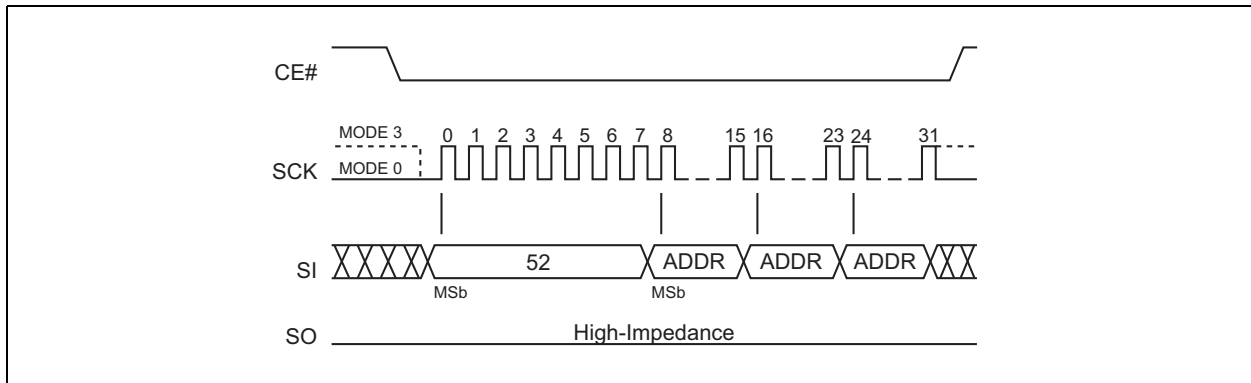 CE#
MODE 3
SCK
MODE 0
0 1 2 3 4 5 6 7 8 15 16 23 24 31
SI
52 ADDR ADDR ADDR
MSb MSb
SO
High-Impedance